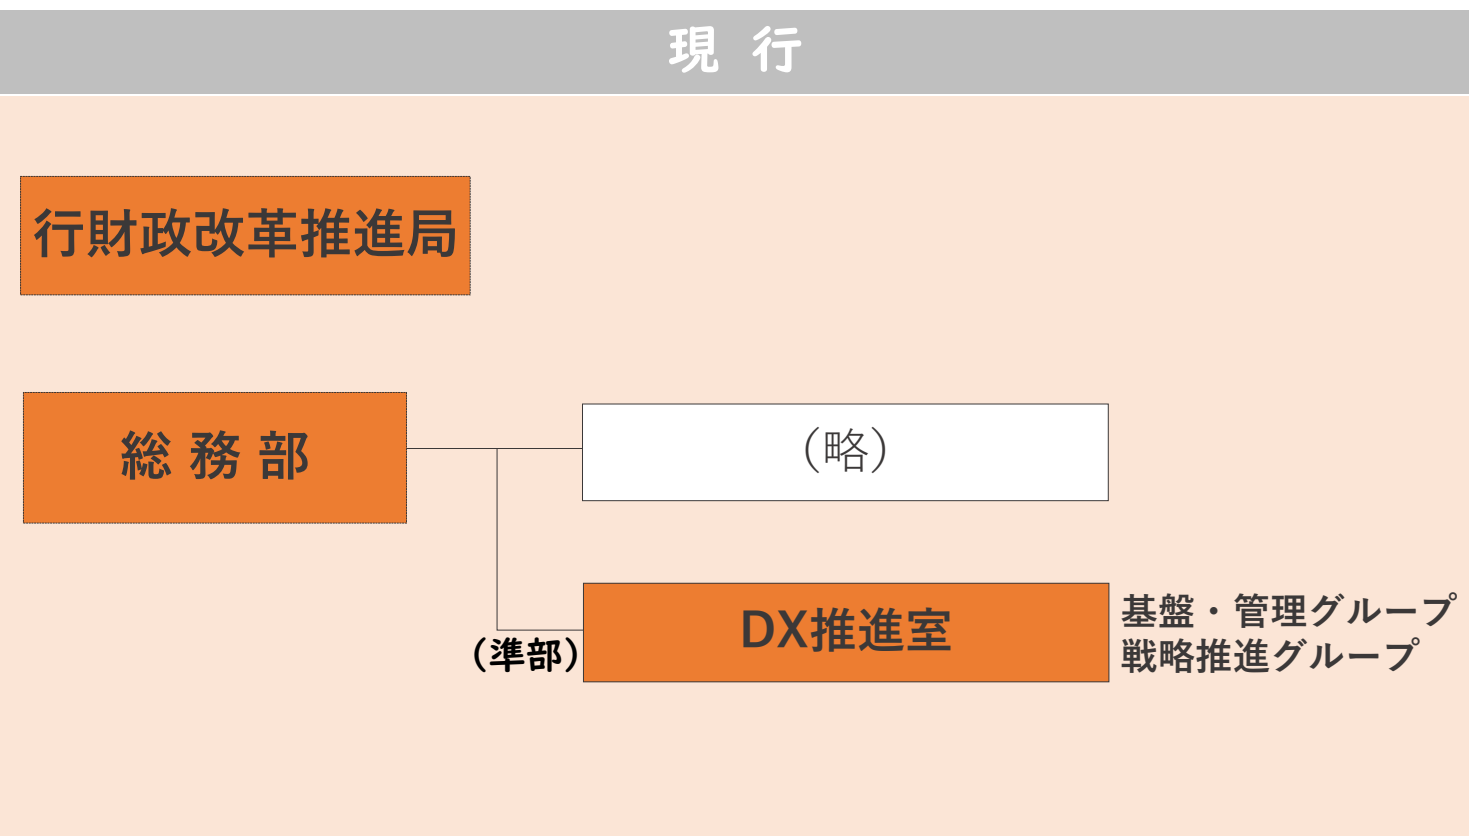 現 行
行財政改革推進局
総 務 部
（略）
（準部）
DX推進室
基盤・管理グループ
戦略推進グループ